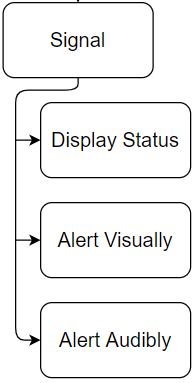 Signal
Display Status
Alert Visually
Alert Audibly